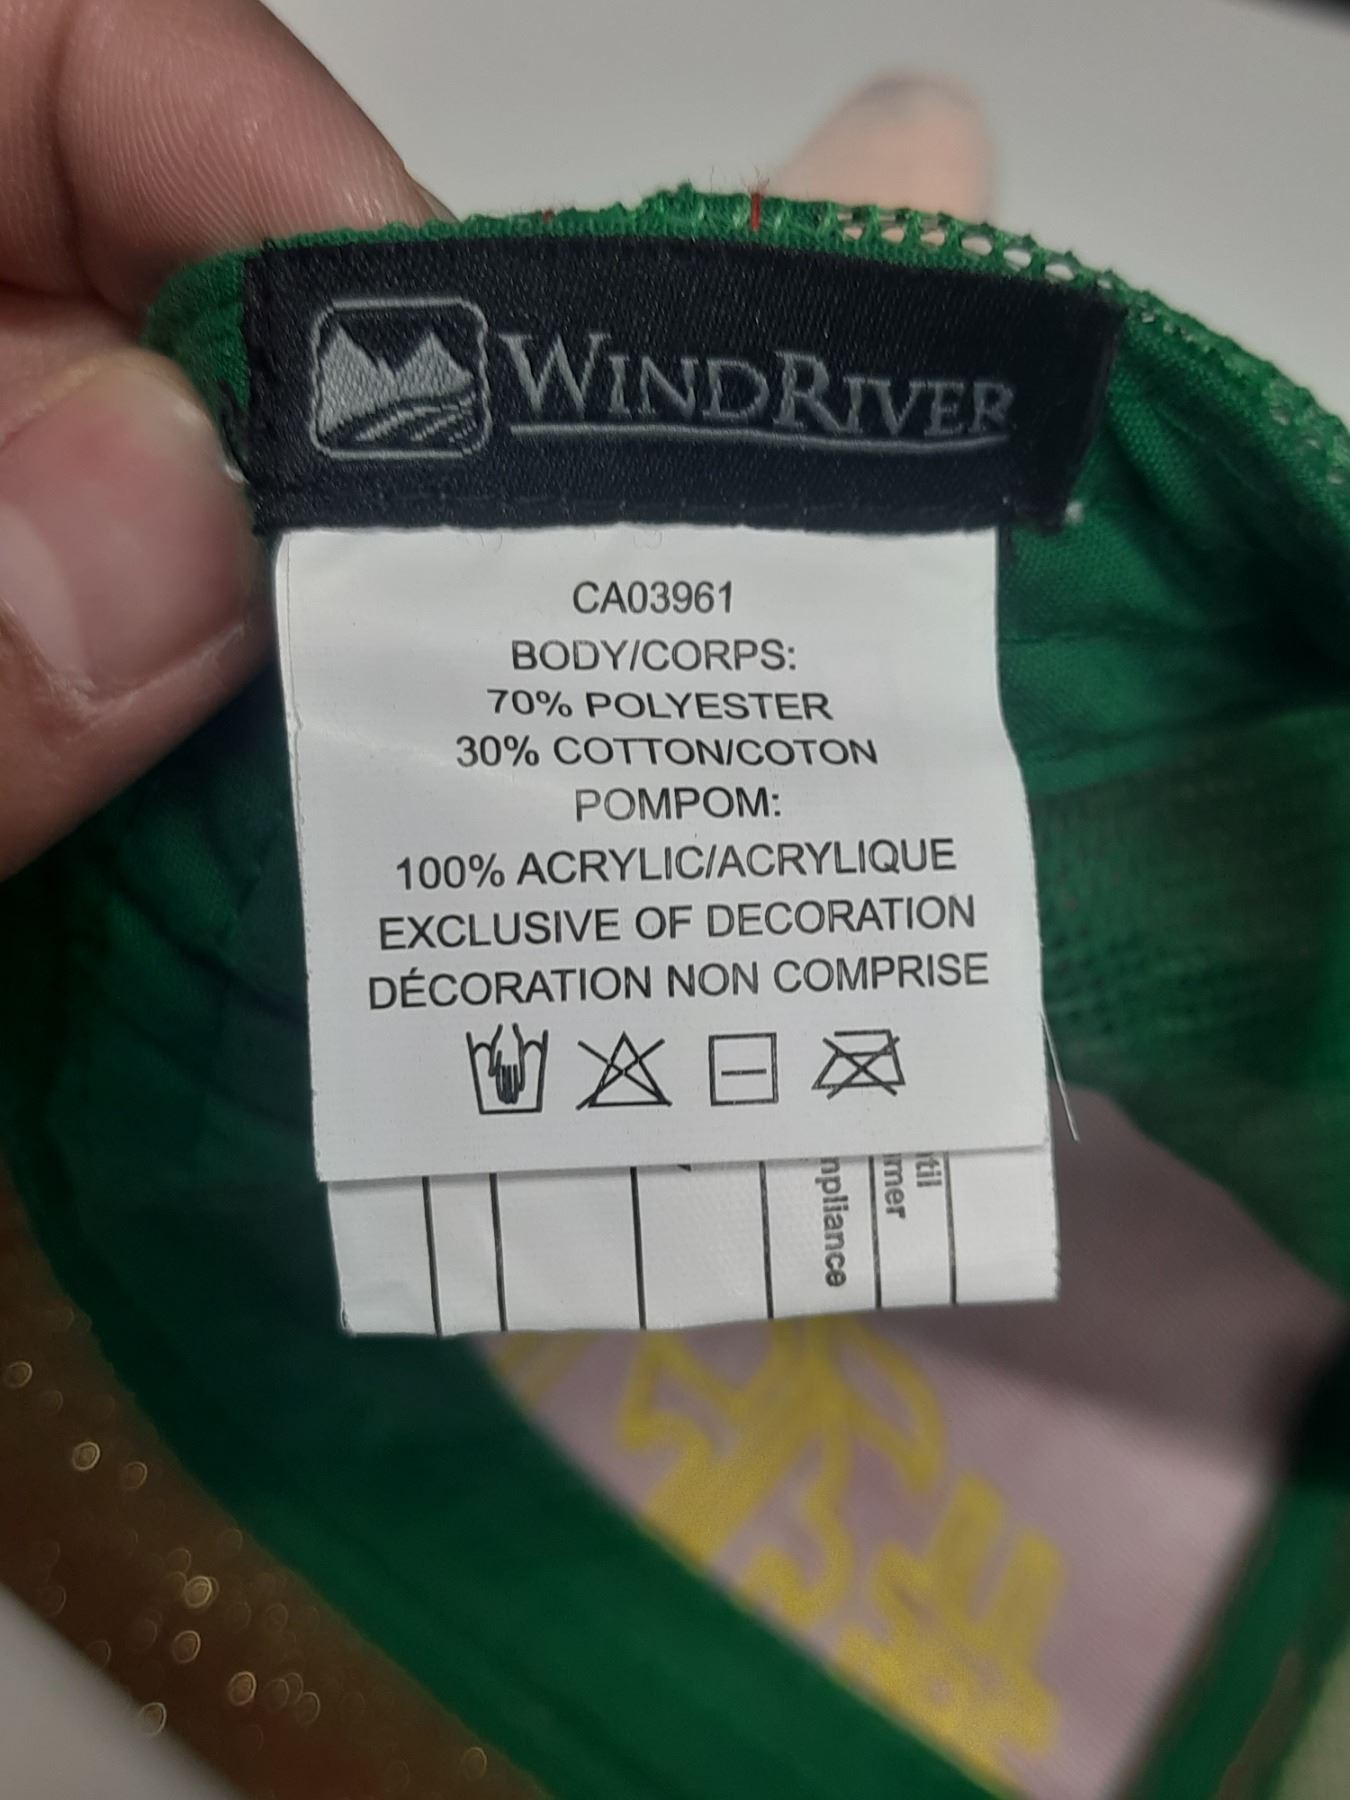 WINDRIVER
CA03961
BODY/CORPS:
70% POLYESTER
30% COTTON/COTON
POMPOM:
100% ACRYLIC/ACRYLIQUE
EXCLUSIVE OF DECORATION
DÉCORATION NON COMPRISE